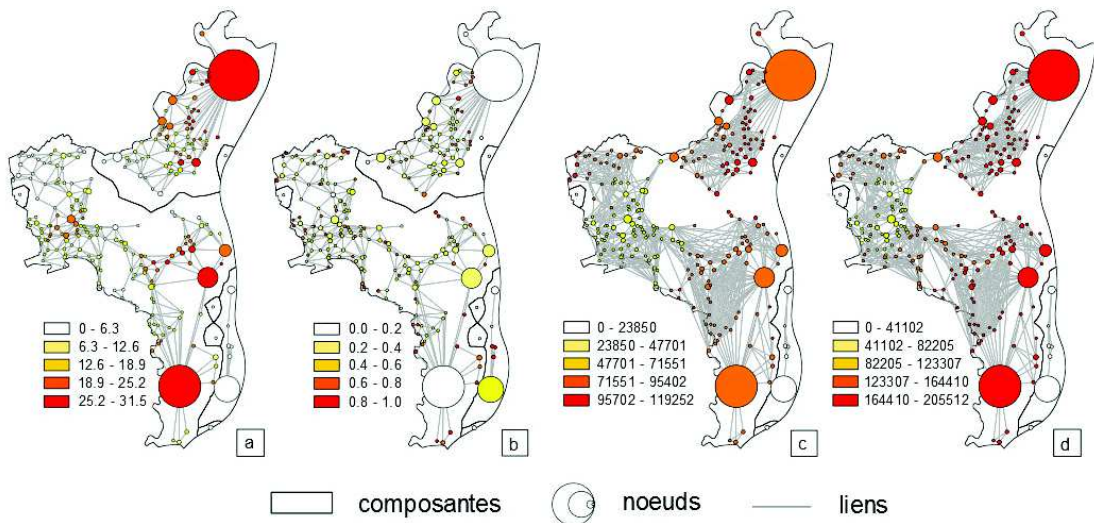 0 - 6.3
6.3 - 12.6
12.6 - 18.9
18.9 - 25.2
25.2 - 31.5
a
0.0 - 0.2
0.2 - 0.4
0.4 - 0.6
0.6 - 0.8
0.8 - 1.0
b
0 - 23850
23850 - 47701
47701 - 71551
71551 - 95402
95702 - 119252
c
0 - 41102
41102 - 82205
82205 - 123307
123307 - 164410
164410 - 205512
d
composantes
noeuds
liens